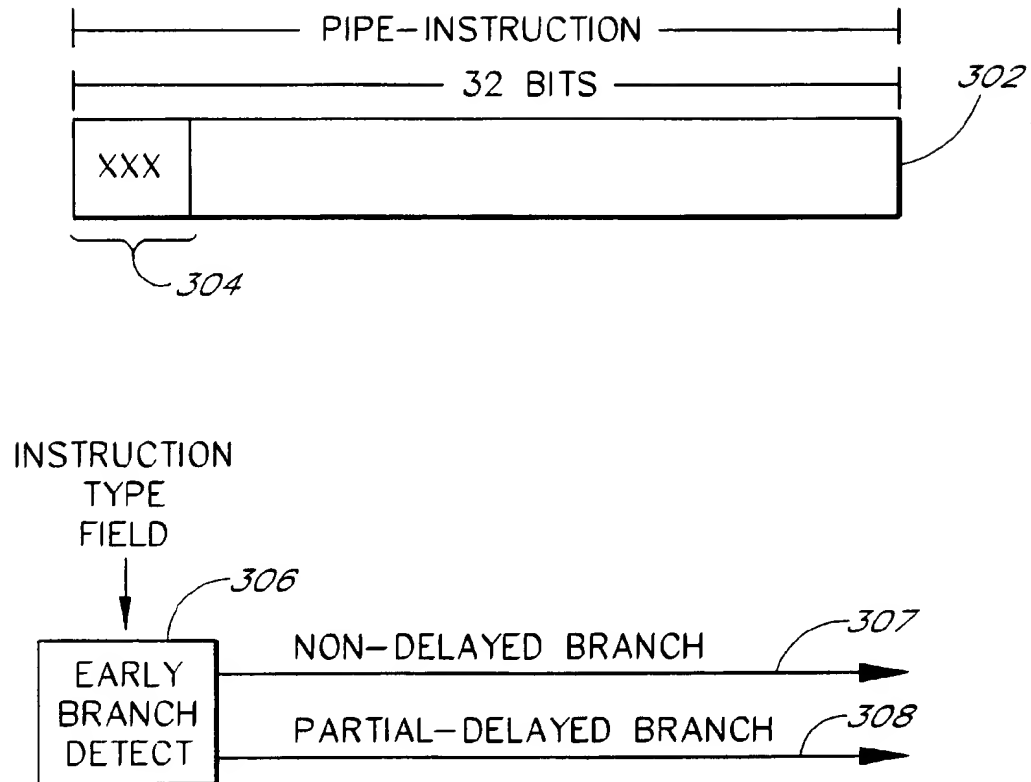 PIPE-INSTRUCTION
32 BITS
302
XXX
304
INSTRUCTION
TYPE
FIELD
306
EARLY
BRANCH
DETECT
NON-DELAYED BRANCH
307
PARTIAL-DELAYED BRANCH
308